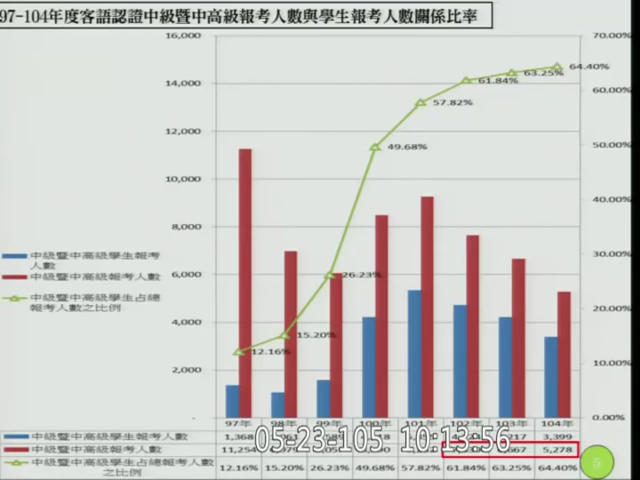 97-104年度客語認證中級暨中高級報考人數與學生報考人數關係比率
16,000
14,000
12,000
10,000
8,000
6,000
4,000
2,000
-
70.00%
60.00%
50.00%
40.00%
30.00%
20.00%
10.00%
0.00%
12.16%
15.20%
26.23%
49.68%
57.82%
61.84%
63.25%
64.40%
中級暨中高級學生報考
人數
中級暨中高級報考人數
中級暨中高級學生占總
報考人數之比例
97年 98年 99年 100年 101年 102年 103年 104年
中級暨中高級學生報考人數 1,368 3,399
中級暨中高級報考人數 11,254 5,278
中級暨中高級學生占總報考人數
之比例 12.16% 15.20% 26.23% 49.68% 57.82% 61.84% 63.25% 64.40%
05-23-105 10:13:56
5